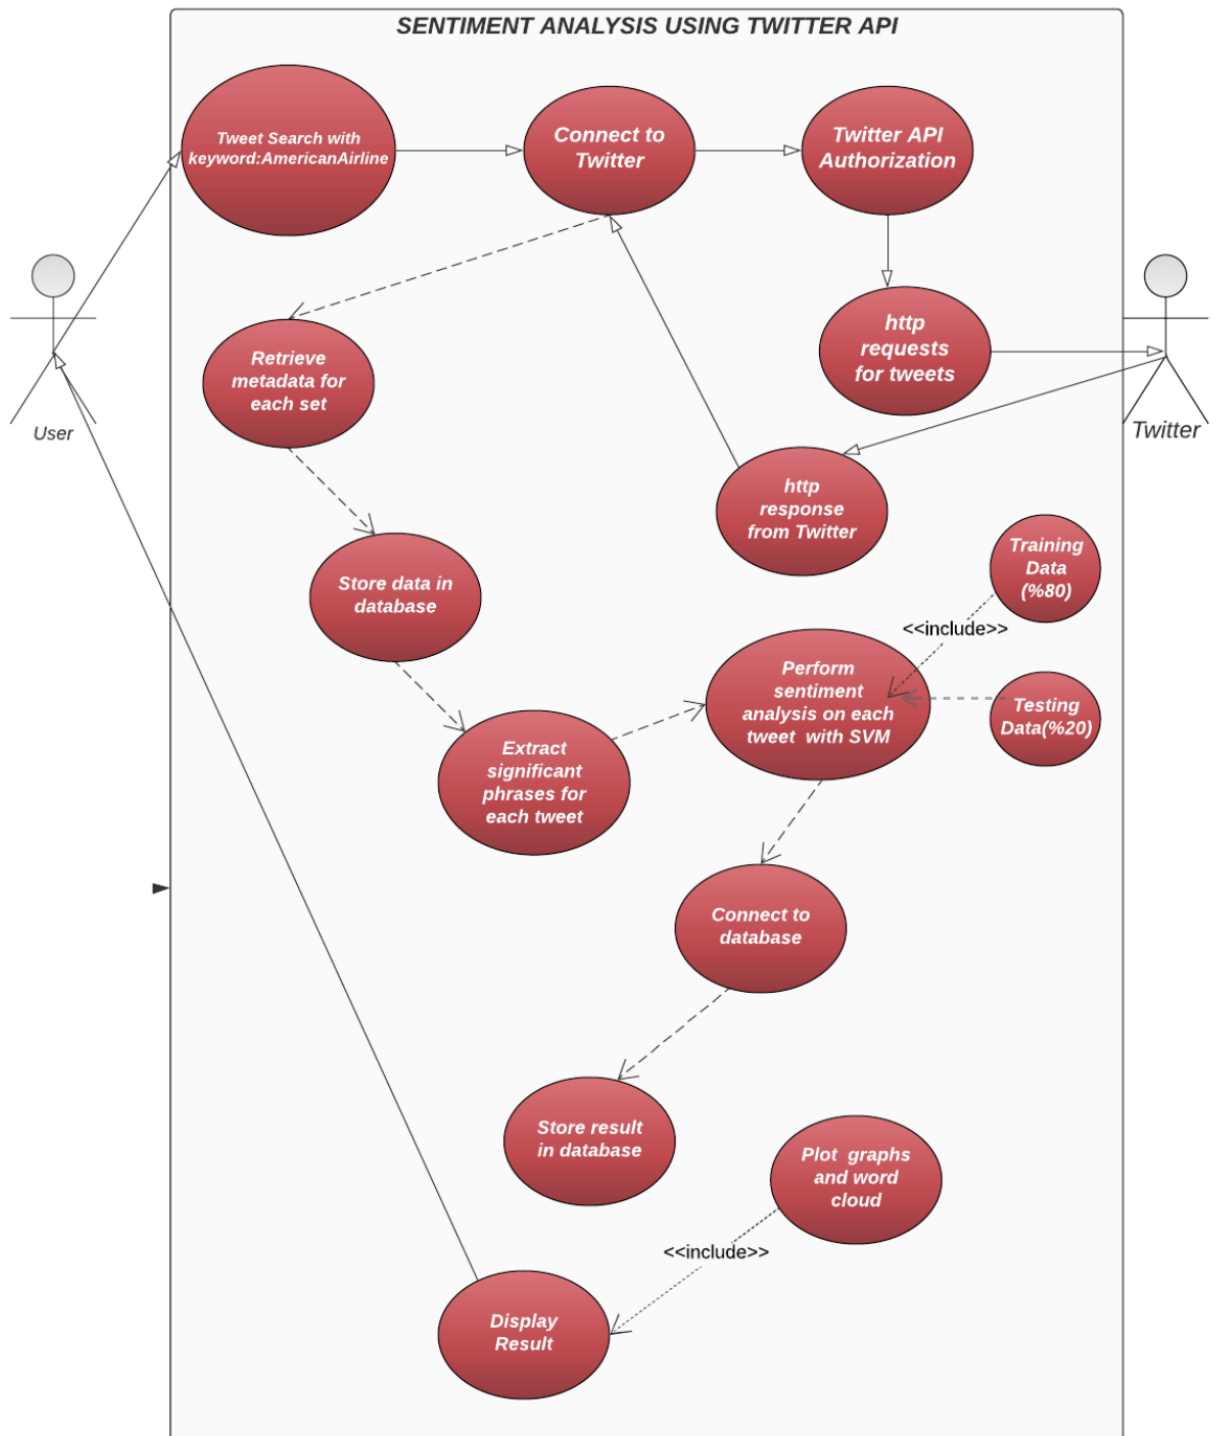 SENTIMENT ANALYSIS USING TWITTER API
Tweet Search with
keyword:AmericanAirline
Connect to
Twitter
Twitter API
Authorization
http
requests
for tweets
User
Twitter
Retrieve
metadata for
each set
http
response
from Twitter
Training
Data
(%80)
Store data in
database
<<include>>
Perform
sentiment
analysis on each
tweet with SVM
Testing
Data(%20)
Extract
significant
phrases for
each tweet
Connect to
database
Store result
in database
Plot graphs
and word
cloud
<<include>>
Display
Result